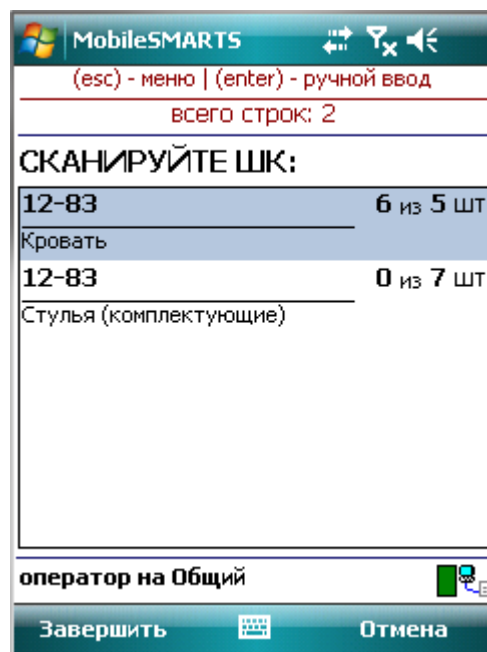 MobileSMARTS
(esc) - меню | (enter) - ручной ввод
всего строк: 2
СКАНИРУЙТЕ ШК:
12-83 6 из 5 шт
Кровать
12-83 0 из 7 шт
Стулья (комплектующие)
оператор на Общий
Завершить Отмена